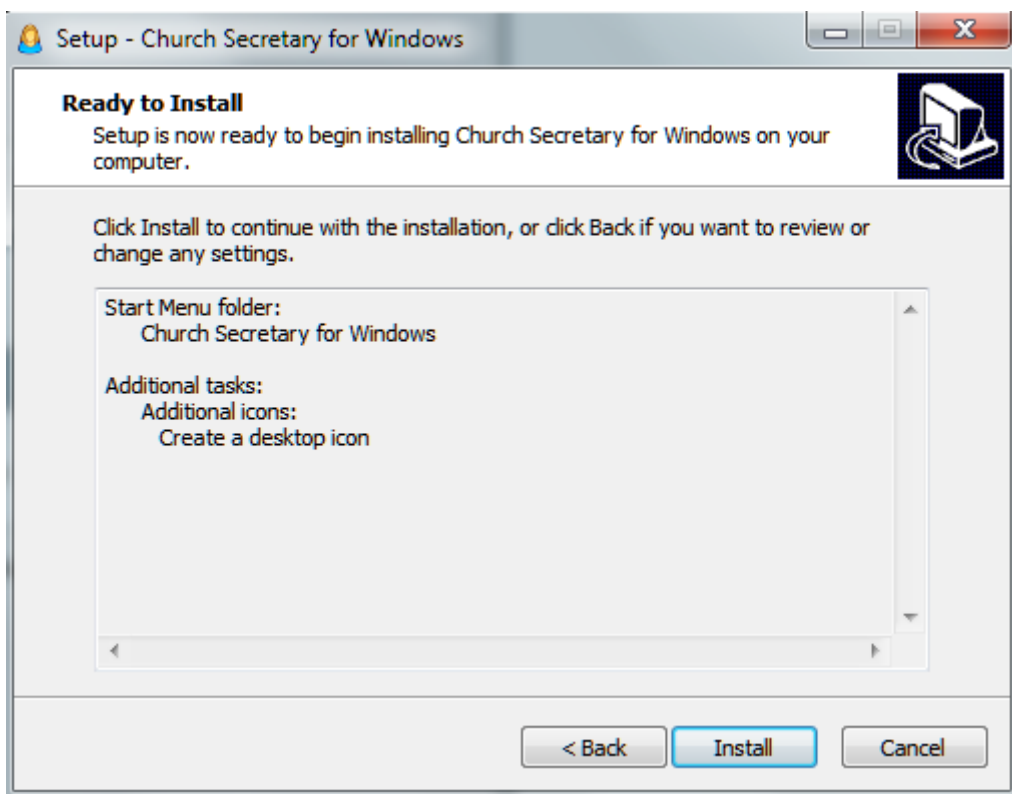 Setup - Church Secretary for Windows
Ready to Install
Setup is now ready to begin installing Church Secretary for Windows on your
computer.
Click Install to continue with the installation, or click Back if you want to review or
change any settings.
Start Menu folder:
Church Secretary for Windows
Additional tasks:
Additional icons:
Create a desktop icon
< Back
Install
Cancel